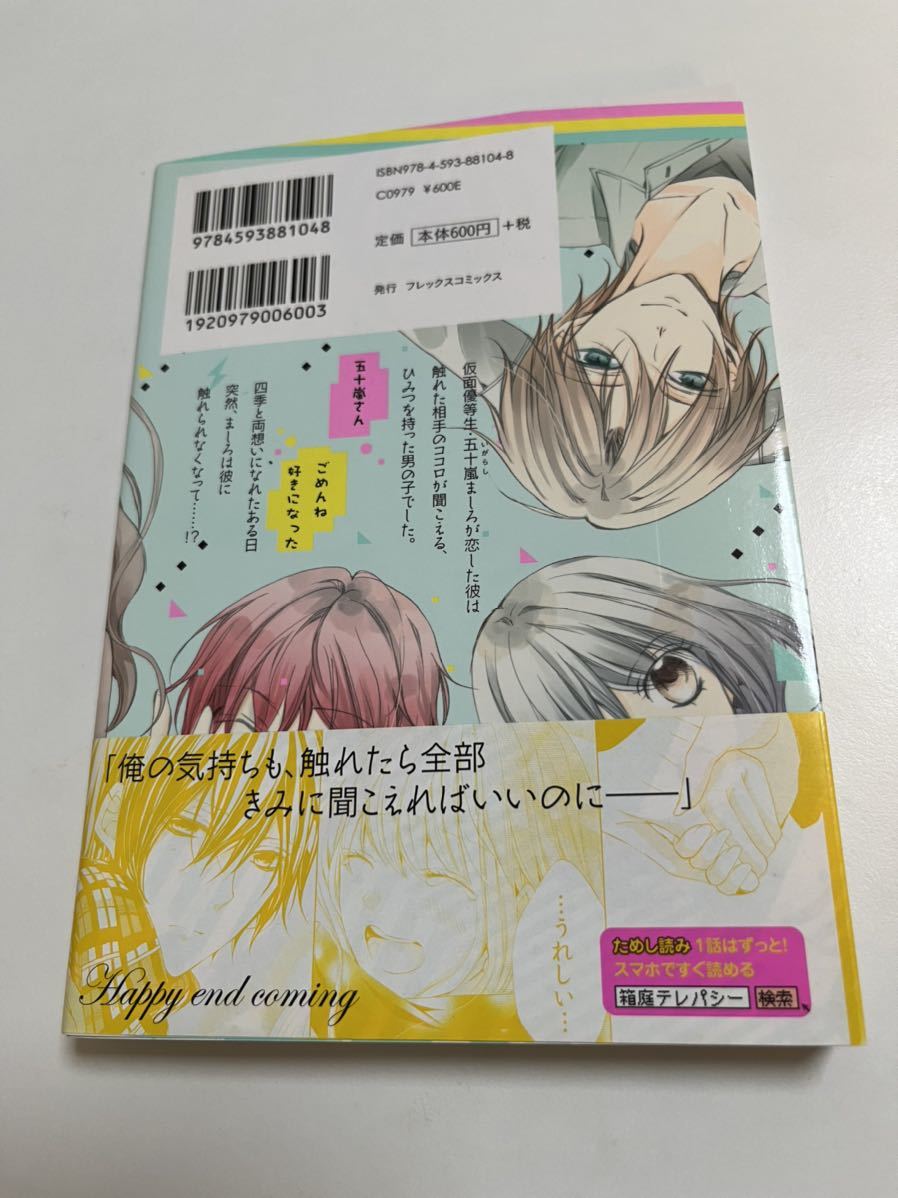 ISBN978-4-593-88104-8
C0979 ¥600E
9784593881048
定価 本体600円 +税
発行 フレックスコミックス
1920979006003
仮面優等生、五十嵐ましろが恋した彼は
いがらし
触れた相手のココロが聞こえる、
ひみつを持った男の子でした。
五十嵐さん
ごめんね
好きになった
四季と両想いになれたある日
突然、ましろは彼に
触れられなくなって……?!
「俺の気持ちも、触れたら全部
きみに聞こえればいいのに――」
…うれしい…
Happy end coming
ためし読み 1話はずっと!
スマホですぐ読める
箱庭テレパシー 検索